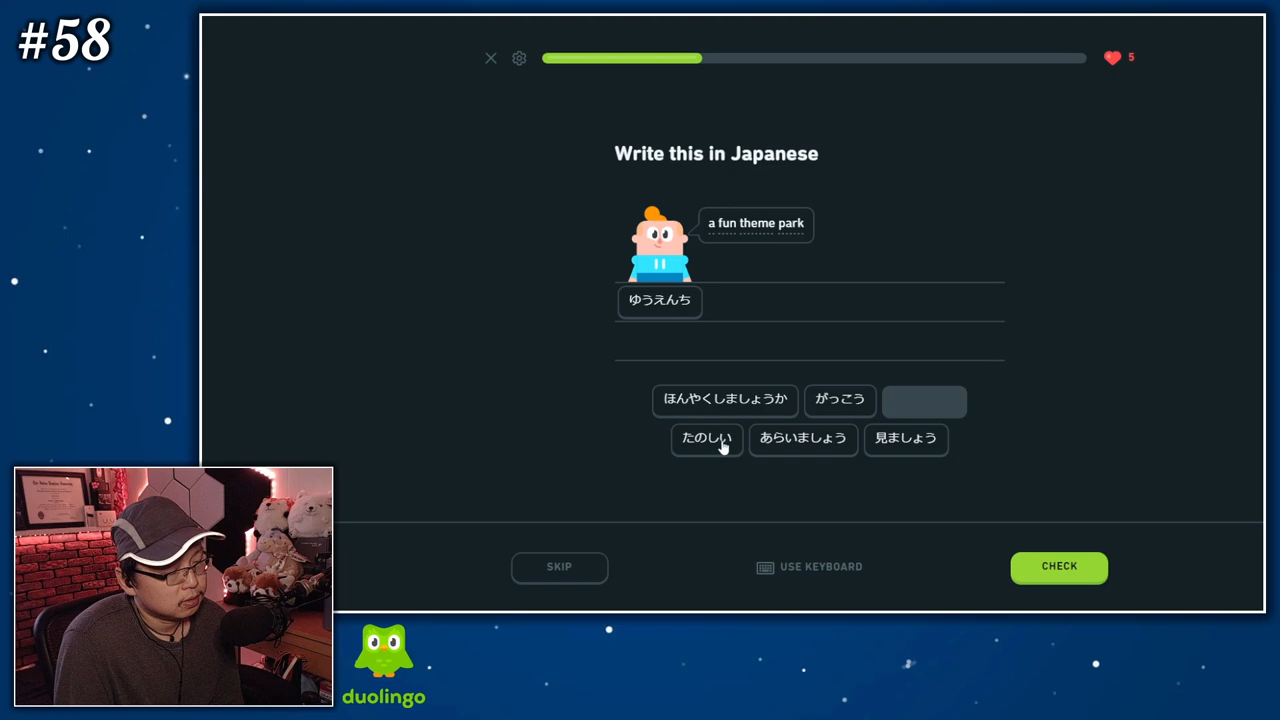 #58
5
Write this in Japanese
a fun theme park
ゆうえんち
ほんやくしましょうか がっこう
たのしい あらいましょう 見ましょう
SKIP USE KEYBOARD CHECK
duolingo